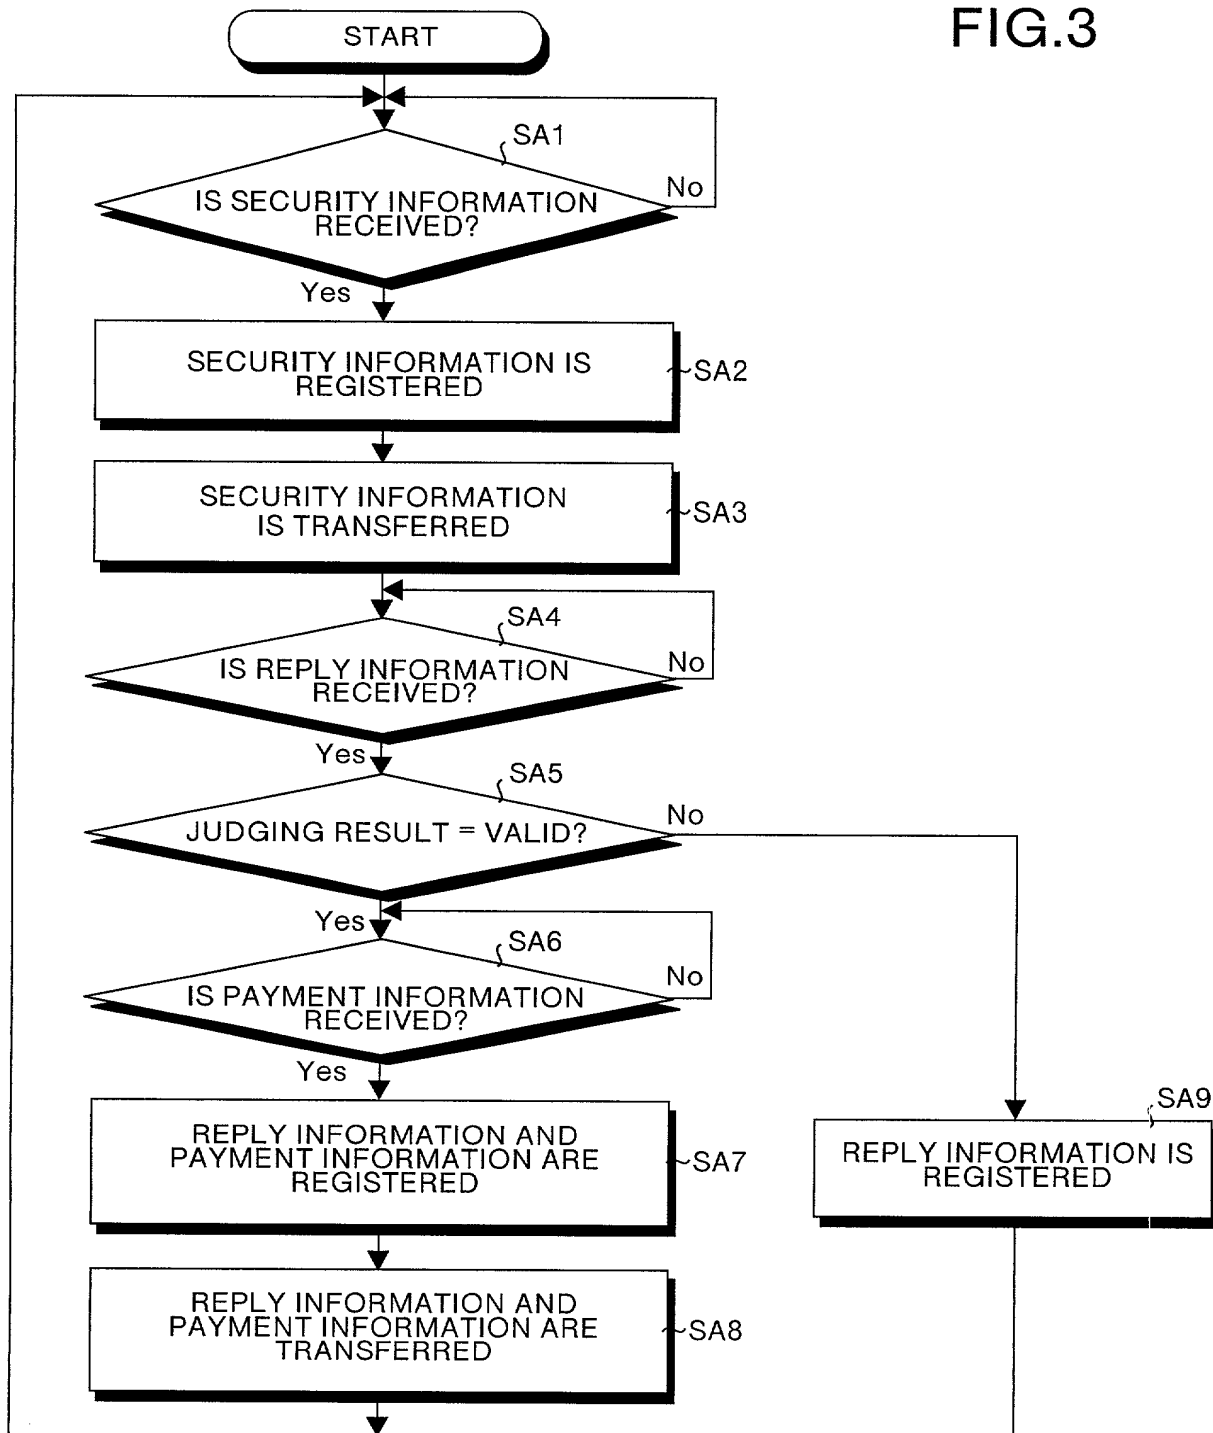 FIG.3
START
SA1
IS SECURITY INFORMATION
RECEIVED?
No
Yes
SECURITY INFORMATION IS
REGISTERED
SA2
SECURITY INFORMATION
IS TRANSFERRED
SA3
SA4
IS REPLY INFORMATION
RECEIVED?
No
Yes
SA5
JUDGING RESULT = VALID?
No
Yes
SA6
IS PAYMENT INFORMATION
RECEIVED?
No
Yes
REPLY INFORMATION AND
PAYMENT INFORMATION ARE
REGISTERED
SA7
SA9
REPLY INFORMATION IS
REGISTERED
REPLY INFORMATION AND
PAYMENT INFORMATION ARE
TRANSFERRED
SA8